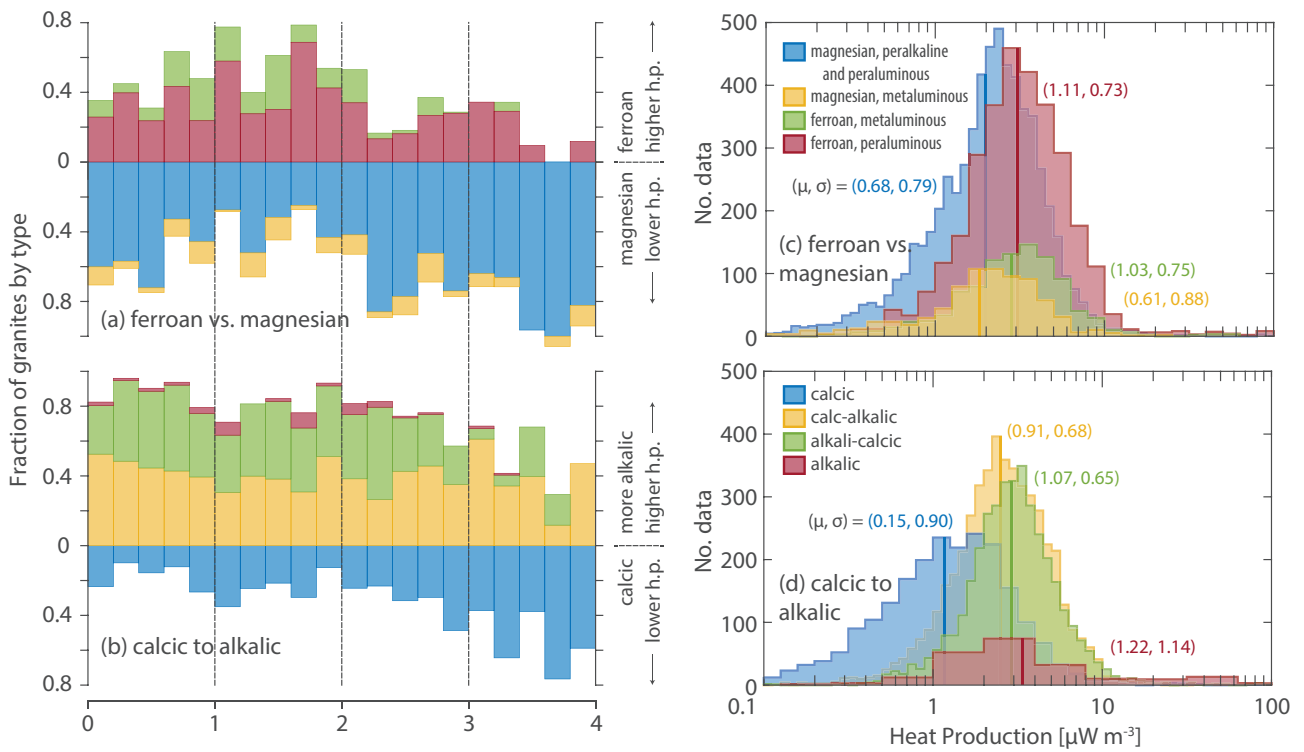 Fraction of granites by type
0.8
0.4
0
0.4
0.8
(a) ferroan vs. magnesian
ferroan
higher h.p.
magnesian
lower h.p.
0.8
0.4
0
0.4
0.8
(b) calcic to alkalic
more alkalic
higher h.p.
calcic
lower h.p.
0
1
2
3
4
500
400
300
200
100
0
No. data
magnesian, peralkaline
and peraluminous
magnesian, metaluminous
ferroan, metaluminous
ferroan, peraluminous
(μ, σ) = (0.68, 0.79)
(1.11, 0.73)
(1.03, 0.75)
(0.61, 0.88)
(c) ferroan vs.
magnesian
500
400
300
200
100
0
No. data
calcic
calc-alkalic
alkali-calcic
alkalic
(0.91, 0.68)
(1.07, 0.65)
(μ, σ) = (0.15, 0.90)
(1.22, 1.14)
(d) calcic to
alkalic
0.1
1
10
100
Heat Production [μW m-3]